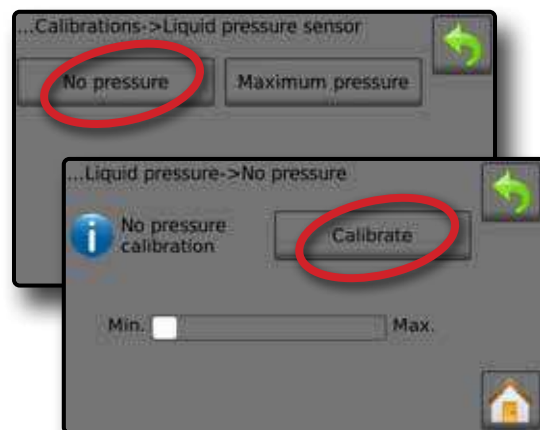 ...Calibrations->Liquid pressure sensor
No pressure
Maximum pressure
...Liquid pressure->No pressure
No pressure
calibration
Calibrate
Min.
Max.